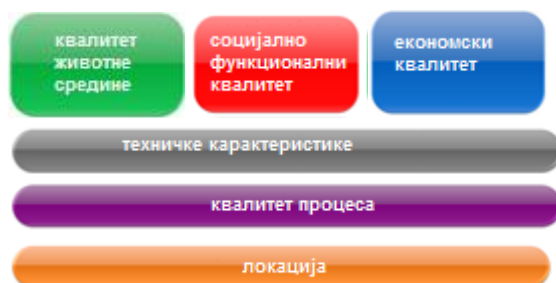 квалитет
животне
средине
социјално
функционални
квалитет
економски
квалитет
техничке карактеристике
квалитет процеса
локација